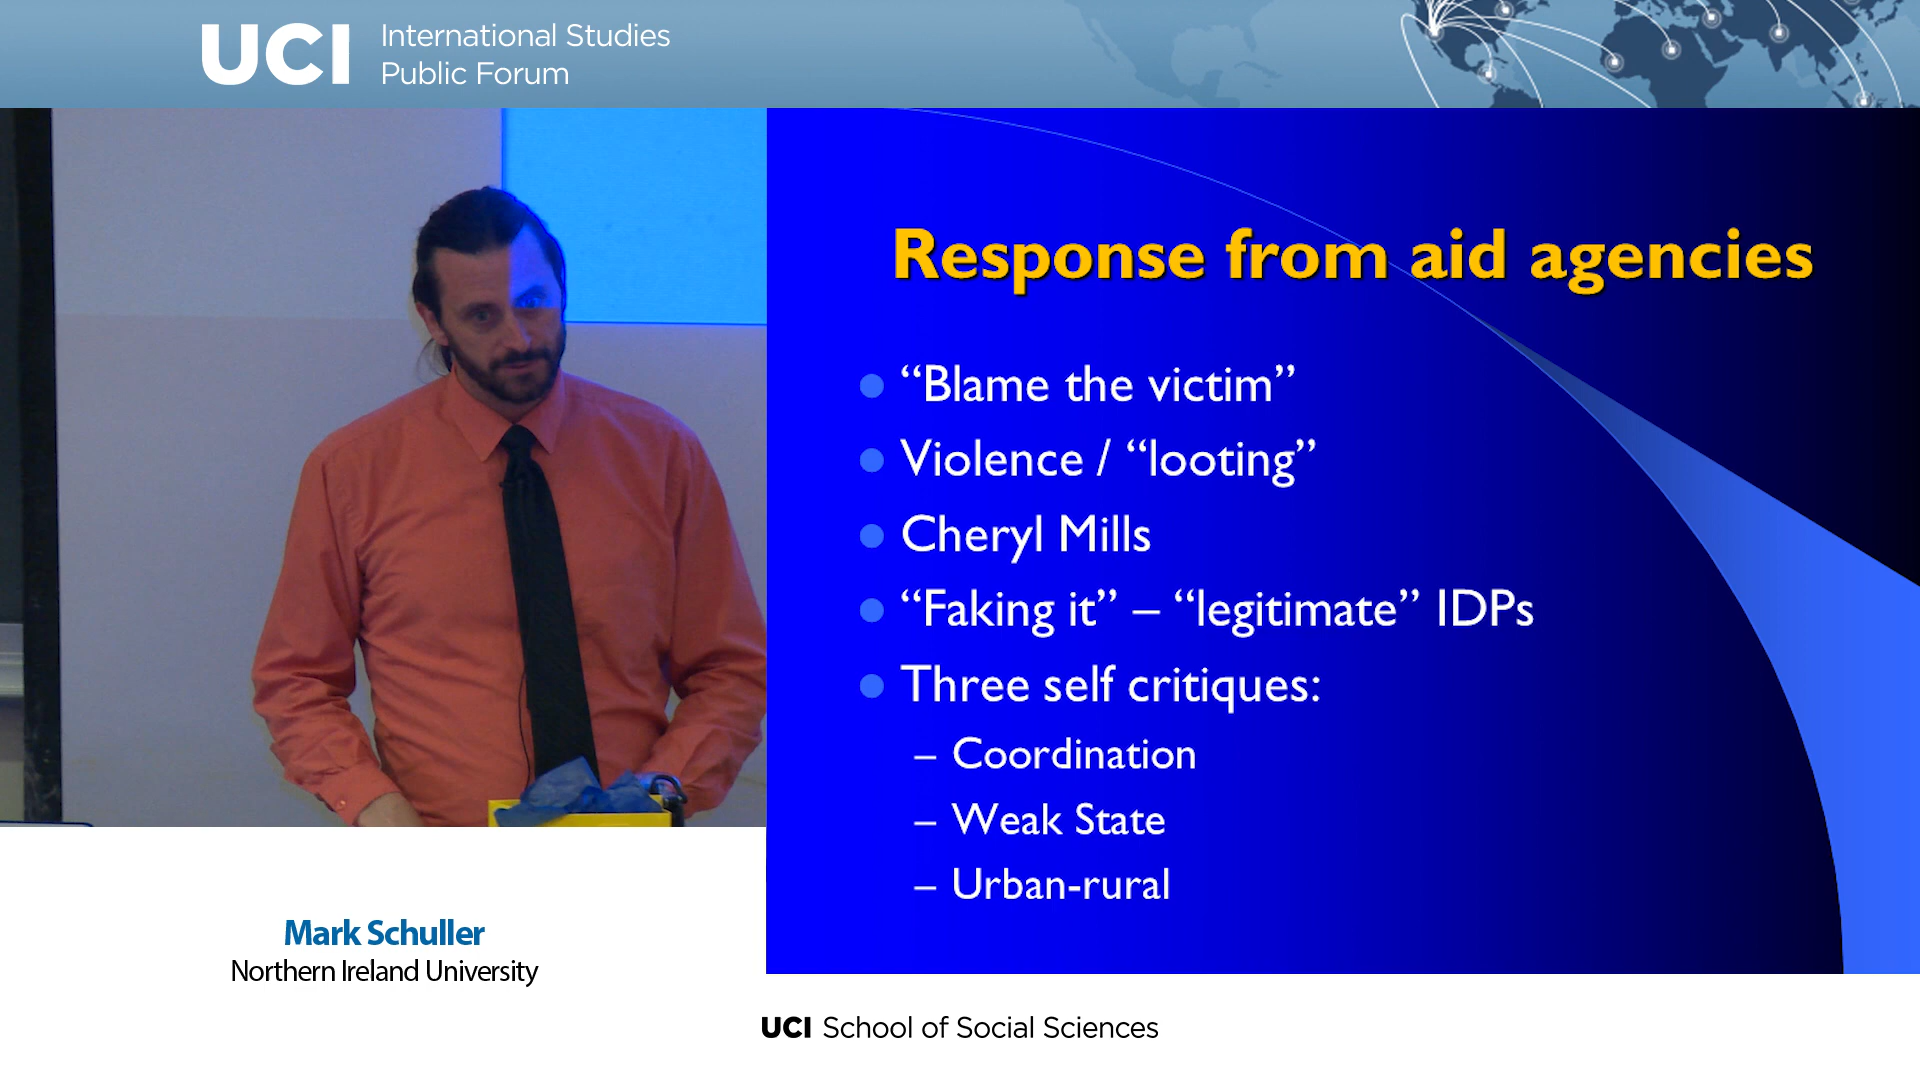 UCI International Studies
Public Forum
Response from aid agencies
“Blame the victim”
Violence / “looting”
Cheryl Mills
“Faking it” – “legitimate” IDPs
Three self critiques:
– Coordination
– Weak State
– Urban-rural
Mark Schuller
Northern Ireland University
UCI School of Social Sciences